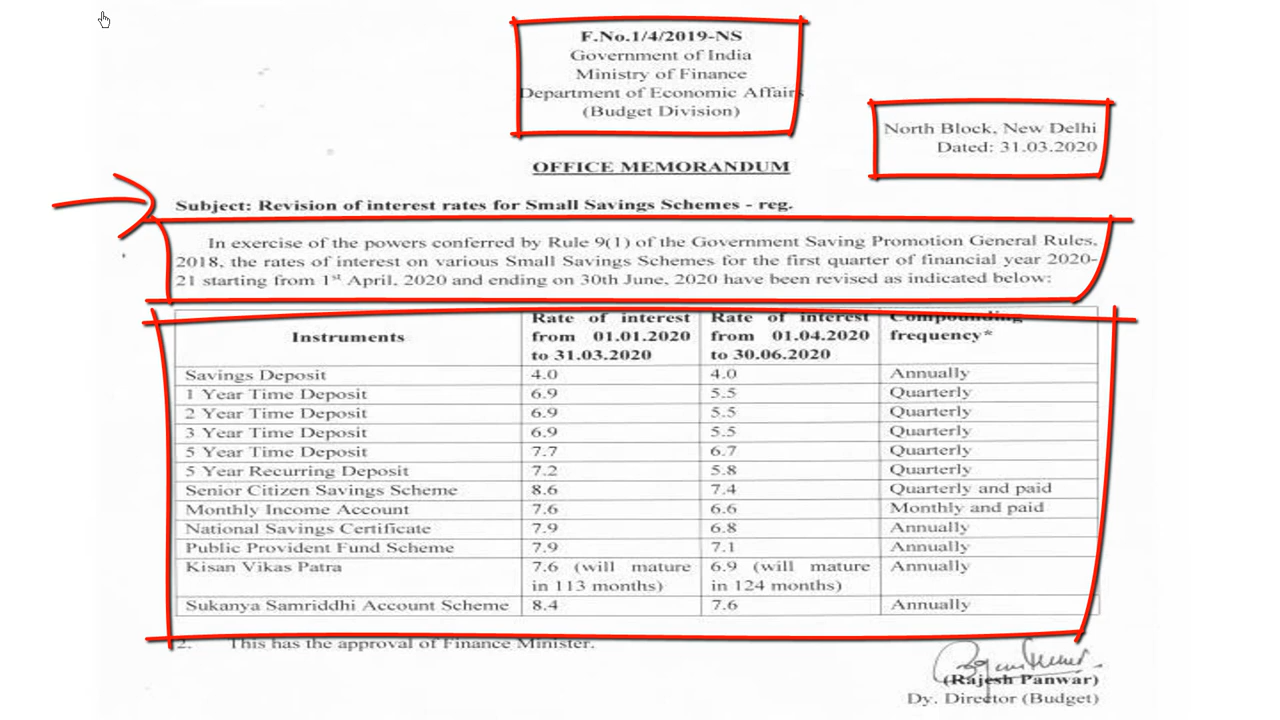 F.No.1/4/2019-NS
Government of India
Ministry of Finance
Department of Economic Affairs
(Budget Division)
North Block, New Delhi
Dated: 31.03.2020
OFFICE MEMORANDUM
Subject: Revision of interest rates for Small Savings Schemes - reg.
In exercise of the powers conferred by Rule 9(1) of the Government Saving Promotion General Rules,
2018, the rates of interest on various Small Savings Schemes for the first quarter of financial year 2020-
21 starting from 1st April, 2020 and ending on 30th June, 2020 have been revised as indicated below:
Instruments | Rate of interest from 01.01.2020 to 31.03.2020 | Rate of interest from 01.04.2020 to 30.06.2020 | Compounding frequency*
Savings Deposit | 4.0 | 4.0 | Annually
1 Year Time Deposit | 6.9 | 5.5 | Quarterly
2 Year Time Deposit | 6.9 | 5.5 | Quarterly
3 Year Time Deposit | 6.9 | 5.5 | Quarterly
5 Year Time Deposit | 7.7 | 6.7 | Quarterly
5 Year Recurring Deposit | 7.2 | 5.8 | Quarterly
Senior Citizen Savings Scheme | 8.6 | 7.4 | Quarterly and paid
Monthly Income Account | 7.6 | 6.6 | Monthly and paid
National Savings Certificate | 7.9 | 6.8 | Annually
Public Provident Fund Scheme | 7.9 | 7.1 | Annually
Kisan Vikas Patra | 7.6 (will mature in 113 months) | 6.9 (will mature in 124 months) | Annually
Sukanya Samriddhi Account Scheme | 8.4 | 7.6 | Annually
2. This has the approval of Finance Minister.
(Rajesh Panwar)
Dy. Director (Budget)